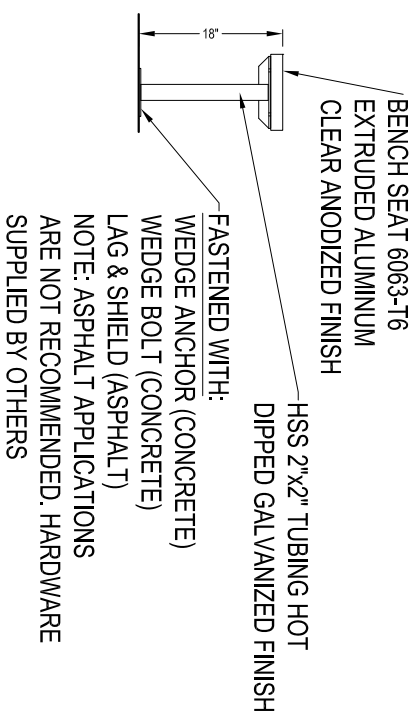 BENCH SEAT 6063-T6
EXTRUDED ALUMINUM
CLEAR ANODIZED FINISH
18"
HSS 2"x2" TUBING HOT
DIPPED GALVANIZED FINISH
FASTENED WITH:
WEDGE ANCHOR (CONCRETE)
WEDGE BOLT (CONCRETE)
LAG & SHIELD (ASPHALT)
NOTE: ASPHALT APPLICATIONS
ARE NOT RECOMMENDED. HARDWARE
SUPPLIED BY OTHERS